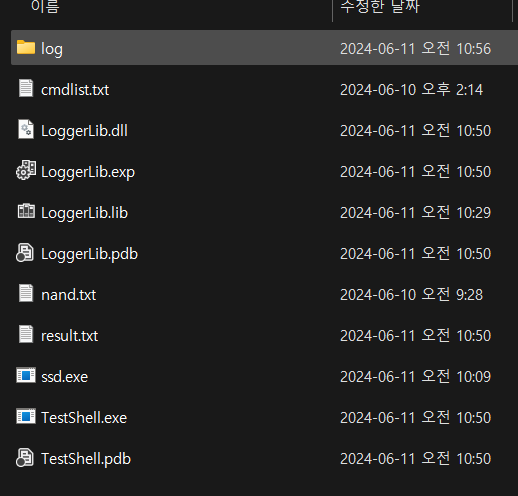 이름 수정한 날짜
log 2024-06-11 오전 10:56
cmdlist.txt 2024-06-10 오후 2:14
LoggerLib.dll 2024-06-11 오전 10:50
LoggerLib.exp 2024-06-11 오전 10:50
LoggerLib.lib 2024-06-11 오전 10:29
LoggerLib.pdb 2024-06-11 오전 10:50
nand.txt 2024-06-10 오전 9:28
result.txt 2024-06-11 오전 10:50
ssd.exe 2024-06-11 오전 10:09
TestShell.exe 2024-06-11 오전 10:50
TestShell.pdb 2024-06-11 오전 10:50